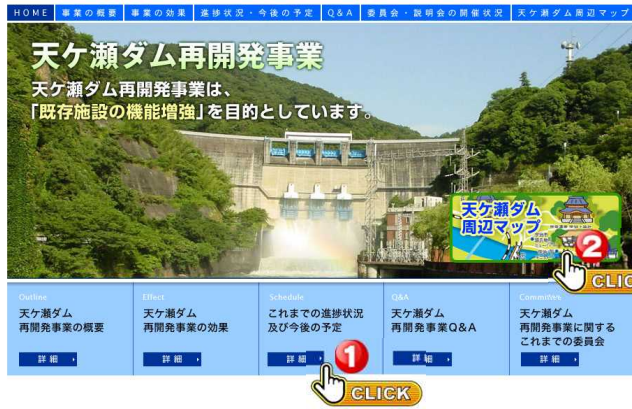 HOME 事業の概要 事業の効果 進捗状況・今後の予定 Q&A 委員会・説明会の開催状況 天ケ瀬ダム周辺マップ
天ケ瀬ダム再開発事業
天ケ瀬ダム再開発事業は、
「既存施設の機能増強」を目的としています。
天ケ瀬ダム
周辺マップ
2
CLIC
Outline
天ケ瀬ダム
再開発事業の概要
詳細
Effect
天ケ瀬ダム
再開発事業の効果
詳細
Schedule
これまでの進捗状況
及び今後の予定
詳細
1
CLICK
Q&A
天ケ瀬ダム
再開発事業Q&A
詳細
Committes
天ケ瀬ダム
再開発事業に関する
これまでの委員会
詳細